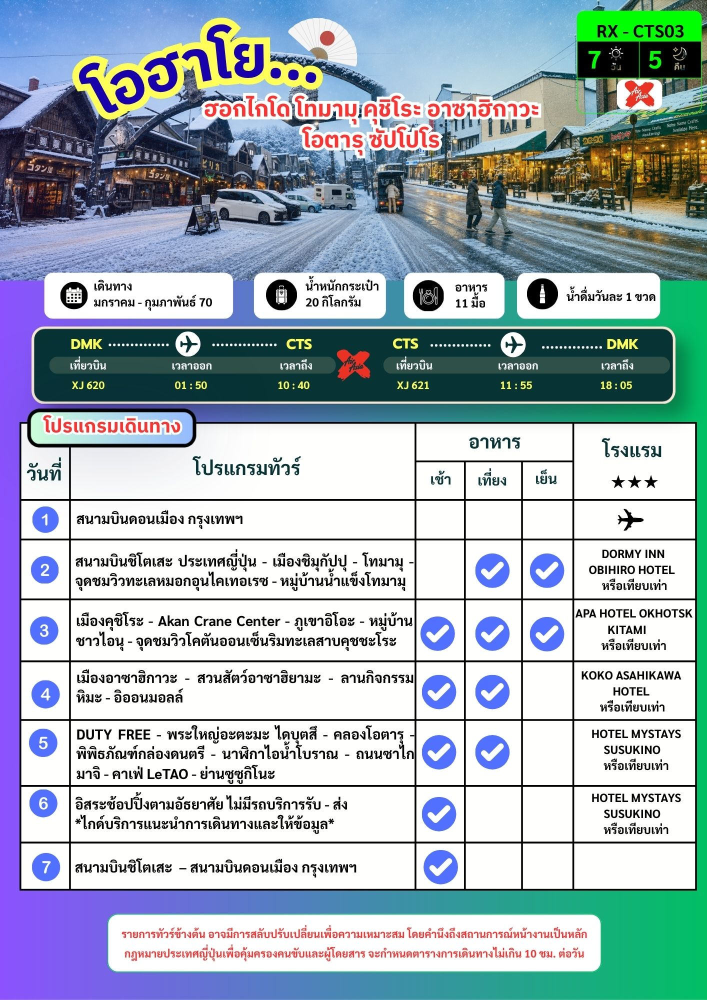 โอฮาโย...
ฮอกไกโด โทมามุ คุชิโระ อาซาฮิกาวะ
โอตารุ ซัปโปโร
RX - CTS03
7 วัน 5 คืน
Air Asia X
コタン屋
コタン屋
ピリカ
Note Name Crafts.
Available Here.
เดินทาง
มกราคม - กุมภาพันธ์ 70
น้ำหนักกระเป๋า
20 กิโลกรัม
อาหาร
11 มื้อ
น้ำดื่มวันละ 1 ขวด
DMK CTS
เที่ยวบิน เวลาออก เวลาถึง
XJ 620 01 : 50 10 : 40
Air Asia X
CTS DMK
เที่ยวบิน เวลาออก เวลาถึง
XJ 621 11 : 55 18 : 05
โปรแกรมเดินทาง
วันที่ โปรแกรมทัวร์ อาหาร โรงแรม
เช้า เที่ยง เย็น ★★★
1 สนามบินดอนเมือง กรุงเทพฯ
2 สนามบินชิโตเสะ ประเทศญี่ปุ่น - เมืองชิมุกัปปุ - โทมามุ -
จุดชมวิวทะเลหมอกอุนไคเทอเรซ - หมู่บ้านน้ำแข็งโทมามุ
DORMY INN
OBIHIRO HOTEL
หรือเทียบเท่า
3 เมืองคุชิโระ - Akan Crane Center - ภูเขาอิโอะ - หมู่บ้าน
ชาวไอนุ - จุดชมวิวโคตันออนเซ็นริมทะเลสาบคุชชะโระ
APA HOTEL OKHOTSK
KITAMI
หรือเทียบเท่า
4 เมืองอาซาฮิกาวะ - สวนสัตว์อาซาฮิยามะ - ลานกิจกรรม
หิมะ - อิออนมอลล์
KOKO ASAHIKAWA
HOTEL
หรือเทียบเท่า
5 DUTY FREE - พระใหญ่อะตะมะ ไดบุตสึ - คลองโอตารุ -
พิพิธภัณฑ์กล่องดนตรี - นาฬิกาไอน้ำโบราณ - ถนนซาไก
มาจิ - คาเฟ่ LeTAO - ย่านซูซูกิโนะ
HOTEL MYSTAYS
SUSUKINO
หรือเทียบเท่า
6 อิสระช้อปปิ้งตามอัธยาศัย ไม่มีรถบริการรับ - ส่ง
*ไกด์บริการแนะนำการเดินทางและให้ข้อมูล*
HOTEL MYSTAYS
SUSUKINO
หรือเทียบเท่า
7 สนามบินชิโตเสะ – สนามบินดอนเมือง กรุงเทพฯ
รายการทัวร์ข้างต้น อาจมีการสลับปรับเปลี่ยนเพื่อความเหมาะสม โดยคำนึงถึงสถานการณ์หน้างานเป็นหลัก
กฎหมายประเทศญี่ปุ่นเพื่อคุ้มครองคนขับและผู้โดยสาร จะกำหนดตารางการเดินทางไม่เกิน 10 ชม. ต่อวัน